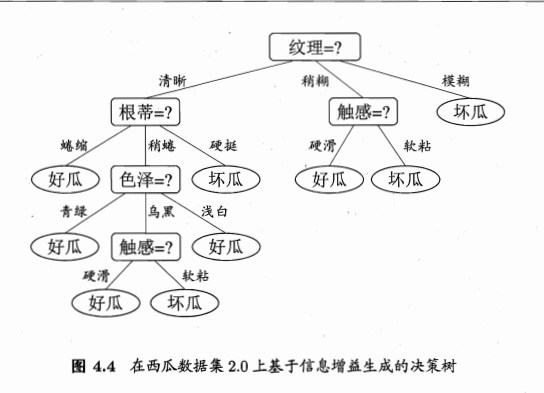 纹理=?
清晰 稍糊 模糊
根蒂=? 触感=? 坏瓜
蜷缩 稍蜷 硬挺 硬滑 软粘
好瓜 色泽=? 坏瓜 好瓜 坏瓜
青绿 乌黑 浅白
好瓜 触感=? 好瓜
硬滑 软粘
好瓜 坏瓜
图 4.4 在西瓜数据集 2.0 上基于信息增益生成的决策树